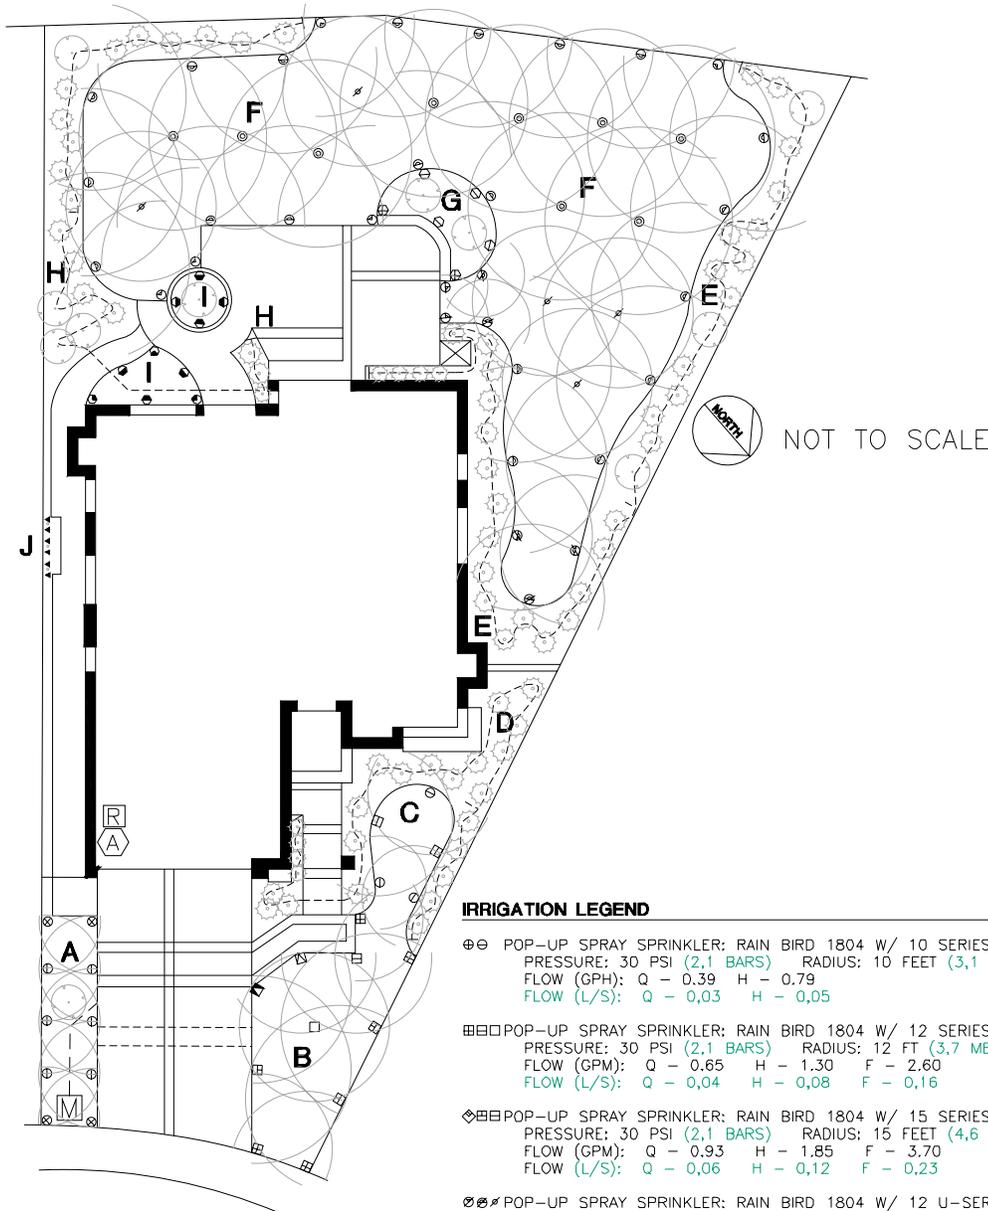 F
F
G
H
I
H
E
I
NORTH
NOT TO SCALE
J
E
D
R
A
C
A
B
M
IRRIGATION LEGEND
POP-UP SPRAY SPRINKLER: RAIN BIRD 1804 W/ 10 SERIES
PRESSURE: 30 PSI (2,1 BARS) RADIUS: 10 FEET (3,1
FLOW (GPH): Q - 0.39 H - 0.79
FLOW (L/S): Q - 0,03 H - 0,05
POP-UP SPRAY SPRINKLER: RAIN BIRD 1804 W/ 12 SERIES
PRESSURE: 30 PSI (2,1 BARS) RADIUS: 12 FT (3,7 ME
FLOW (GPM): Q - 0.65 H - 1.30 F - 2.60
FLOW (L/S): Q - 0,04 H - 0,08 F - 0,16
POP-UP SPRAY SPRINKLER: RAIN BIRD 1804 W/ 15 SERIES
PRESSURE: 30 PSI (2,1 BARS) RADIUS: 15 FEET (4,6
FLOW (GPM): Q - 0.93 H - 1.85 F - 3.70
FLOW (L/S): Q - 0,06 H - 0,12 F - 0,23
POP-UP SPRAY SPRINKLER: RAIN BIRD 1804 W/ 12 U-SER